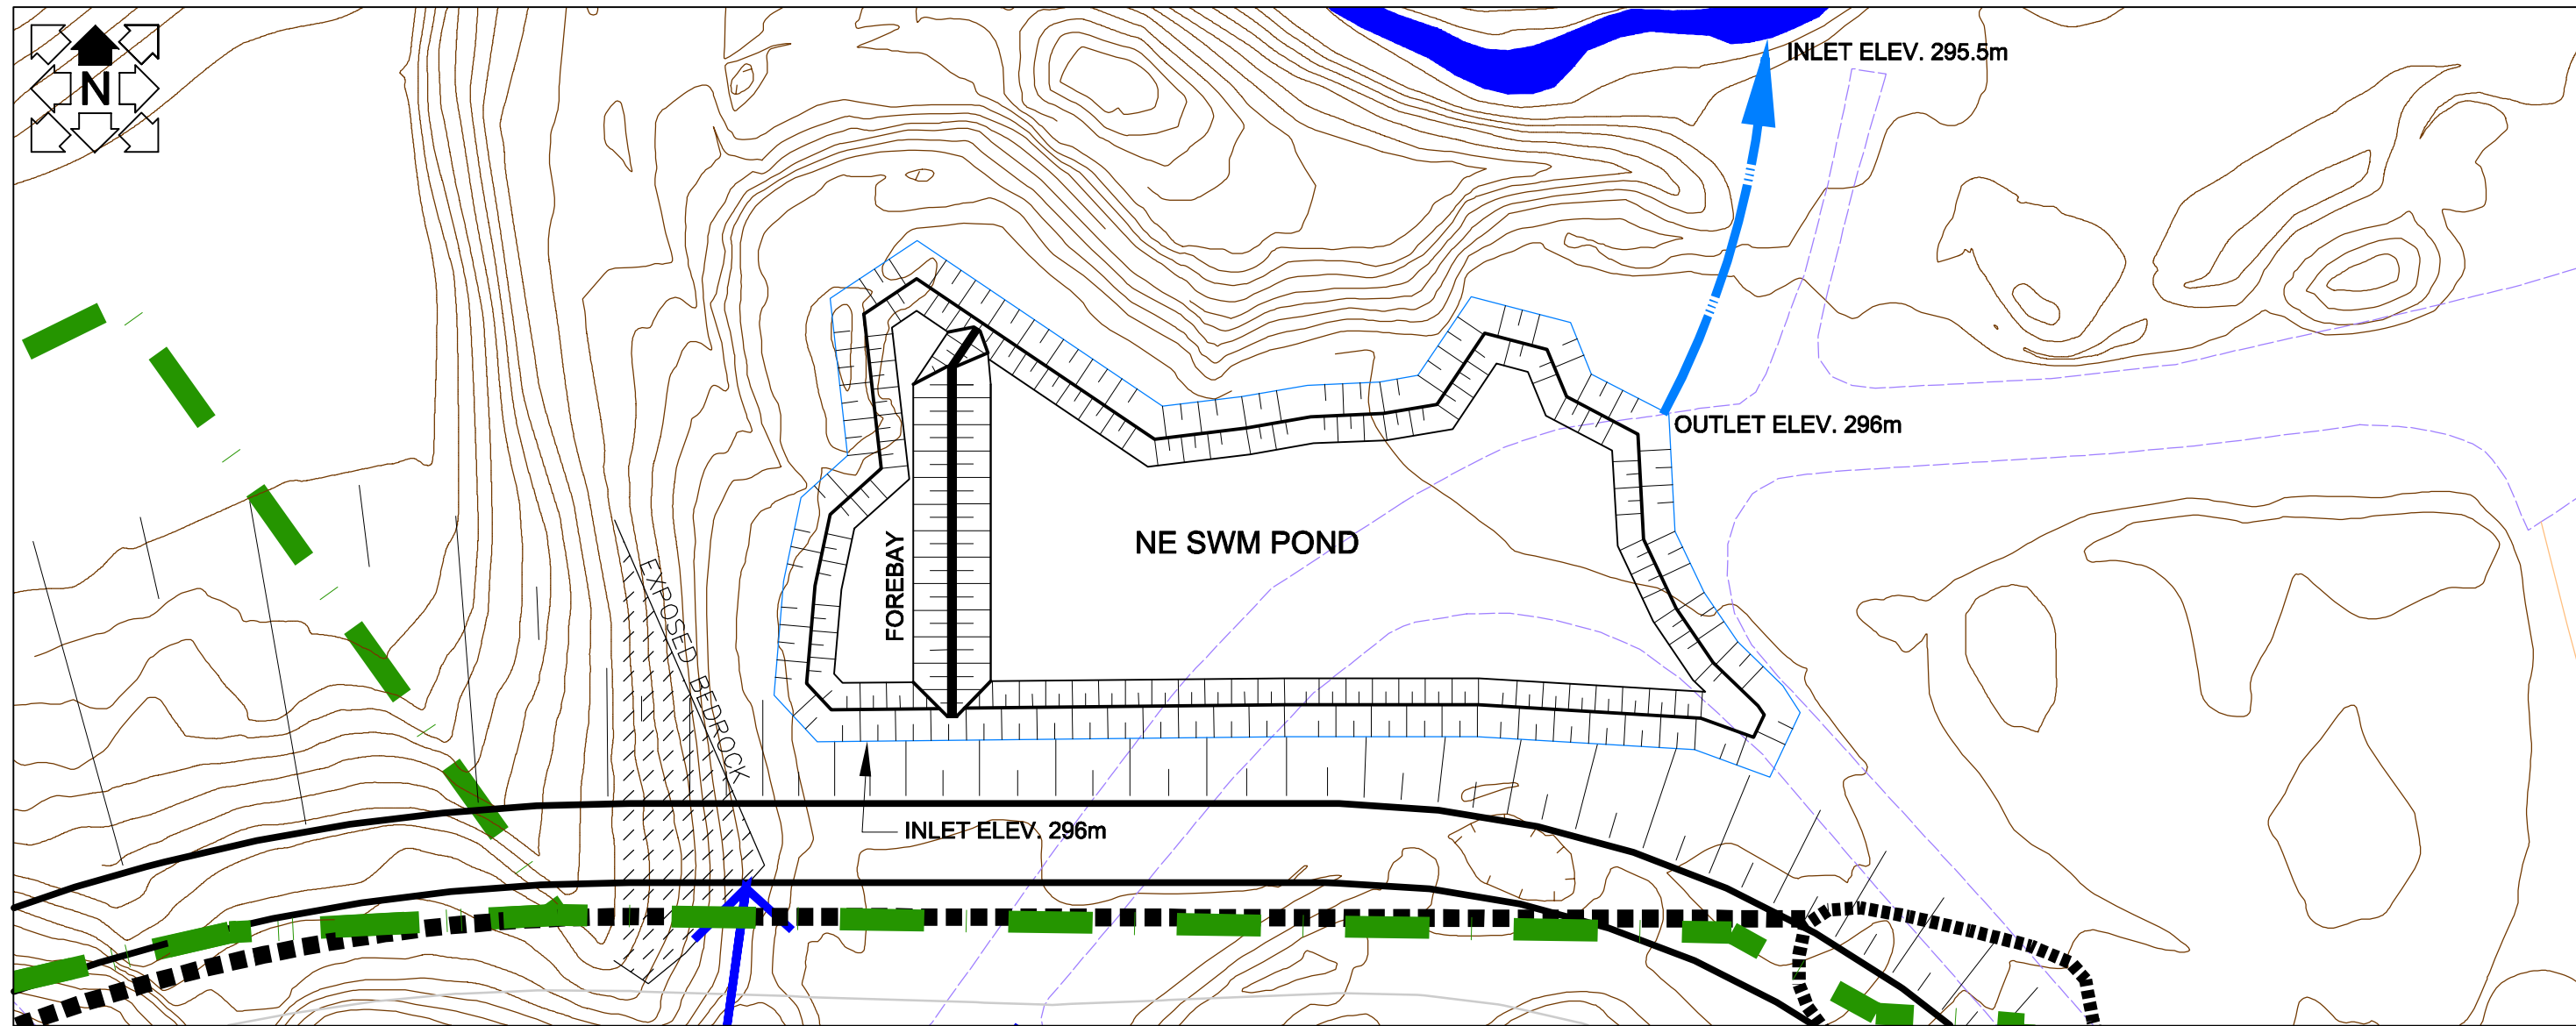 N
INLET ELEV. 295.5m
OUTLET ELEV. 296m
NE SWM POND
FOREBAY
EXPOSED BEDROCK
INLET ELEV. 296m